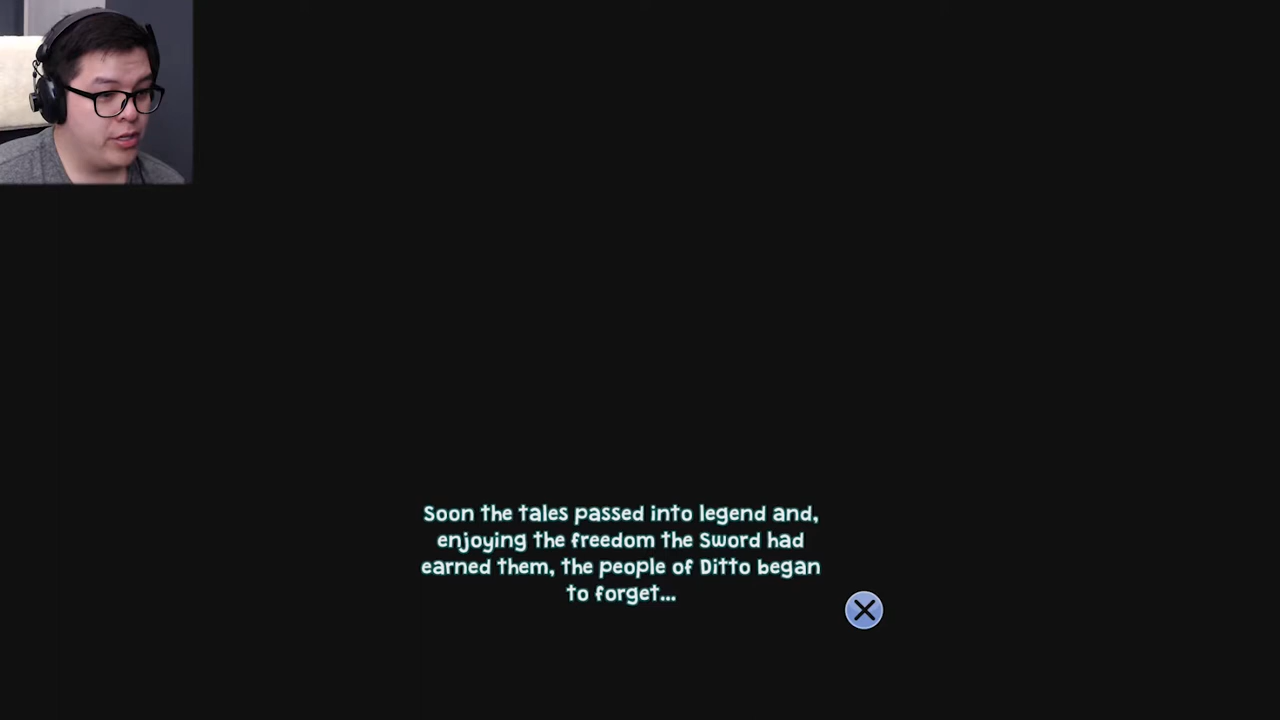 Soon the tales passed into legend and,
enjoying the freedom the Sword had
earned them, the people of Ditto began
to forget...